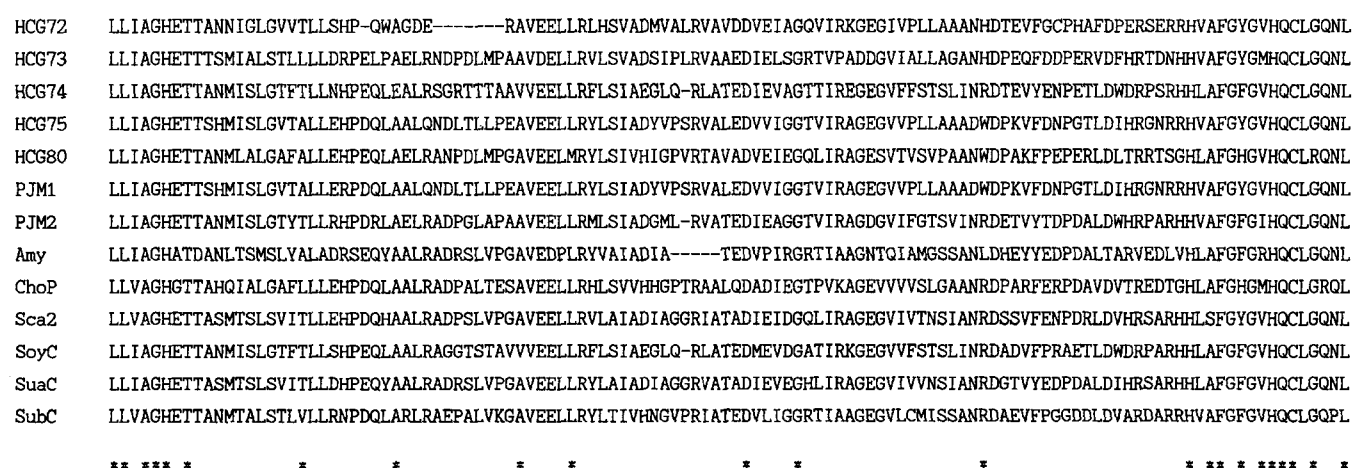 HCG72 LLIAGHETTANNIGLGVVTLLSHP-QWAGDE-------RAVEELLRLHSVADMVALRVAVDDVEIAGQVIRKGEGIVPLLAAANHDTEVFGCPHAFDPERSERRHVAFGYGVHQCLGQNL
HCG73 LLIAGHETTTSMIALSTLLLLDRPELPAELRNDPDLMPAAVDELLRVLSVADSIPLRVAAEDIELSGRTVPADDGVIALLAGANHDPEQFDDPERVDFHRTDNHHVAFGYGMHQCLGQNL
HCG74 LLIAGHETTANMISLGTFTLLNHPEQLEALRSGRTTTAAVVEELLRFLSIAEGLQ-RLATEDIEVAGTTIREGEGVFFSTSLINRDTEVYENPETLDWDRPSRHHLAFGFGVHQCLGQNL
HCG75 LLIAGHETTSHMISLGVTALLEHPDQLAALQNDLTLLPEAVEELLRYLSIADYVPSRVALEDVVIGGTVIRAGEGVVPLLAAADWDPKVFDNPGTLDIHRGNRRHVAFGYGVHQCLGQNL
HCG80 LLIAGHETTANMLALGAFALLEHPEQLAELRANPDLMPGAVEELMRYLSIVHIGPVRTAVADVEIEGQLIRAGESVTVSVPAANWDPAKFPEPERLDLTRRTSGHLAFGHGVHQCLRQNL
PJM1 LLIAGHETTSHMISLGVTALLERPDQLAALQNDLTLLPEAVEELLRYLSIADYVPSRVALEDVVIGGTVIRAGEGVVPLLAAADWDPKVFDNPGTLDIHRGNRRHVAFGYGVHQCLGQNL
PJM2 LLIAGHETTANMISLGTYTLLRHPDRLAELRADPGLAPAAVEELLRMLSIADGML-RVATEDIEAGGTVIRAGDGVIFGTSVINRDETVYTDPDALDWHRPARHHVAFGFGIHQCLGQNL
Amy LLIAGHATDANLTSMSLYALADRSEQYAALRADRSLVPGAVEDPLRYVAIADIA-----TEDVPIRGRTIAAGNTQIAMGSSANLDHEYYEDPDALTARVEDLVHLAFGFGRHQCLGQNL
ChoP LLVAGHGTTAHQIALGAFLLLEHPDQLAALRADPALTESAVEELLRHLSVVHHGPTRAALQDADIEGTPVKAGEVVVVSLGAANRDPARFERPDAVDVTREDTGHLAFGHGMHQCLGRQL
Sca2 LLVAGHETTASMTSLSVITLLEHPDQHAALRADPSLVPGAVEELLRVLAIADIAGGRIATADIEIDGQLIRAGEGVIVTNSIANRDSSVFENPDRLDVHRSARHHLSFGYGVHQCLGQNL
SoyC LLIAGHETTANMISLGTFTLLSHPEQLAALRAGGTSTAVVVEELLRFLSIAEGLQ-RLATEDMEVDGATIRKGEGVVFSTSLINRDADVFPRAETLDWDRPARHHLAFGFGVHQCLGQNL
SuaC LLIAGHETTASMTSLSVITLLDHPEQYAALRADRSLVPGAVEELLRYLAIADIAGGRVATADIEVEGHLIRAGEGVIVVNSIANRDGTVYEDPDALDIHRSARHHLAFGFGVHQCLGQNL
SubC LLVAGHETTANMTALSTLVLLRNPDQLARLRAEPALVKGAVEELLRYLTIVHNGVPRIATEDVLIGGRTIAAGEGVLCMISSANRDAEVFPGGDDLDVARDARRHVAFGFGVHQCLGQPL
** *** * * * * * * * * * ** * **** * *